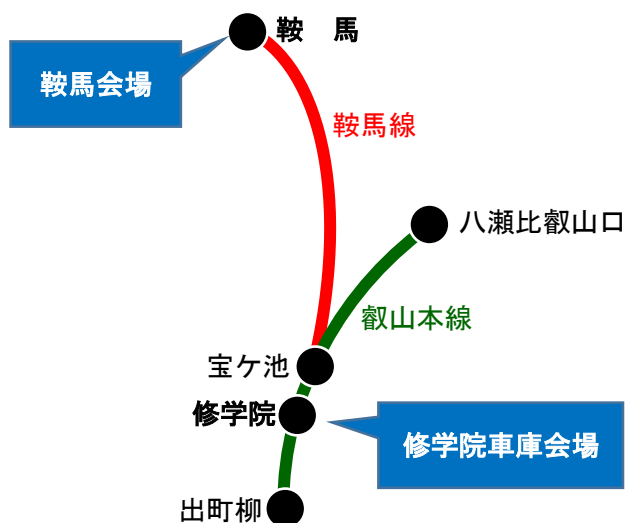 鞍　馬
鞍馬会場
鞍馬線
八瀬比叡山口
叡山本線
宝ケ池
修学院
修学院車庫会場
出町柳